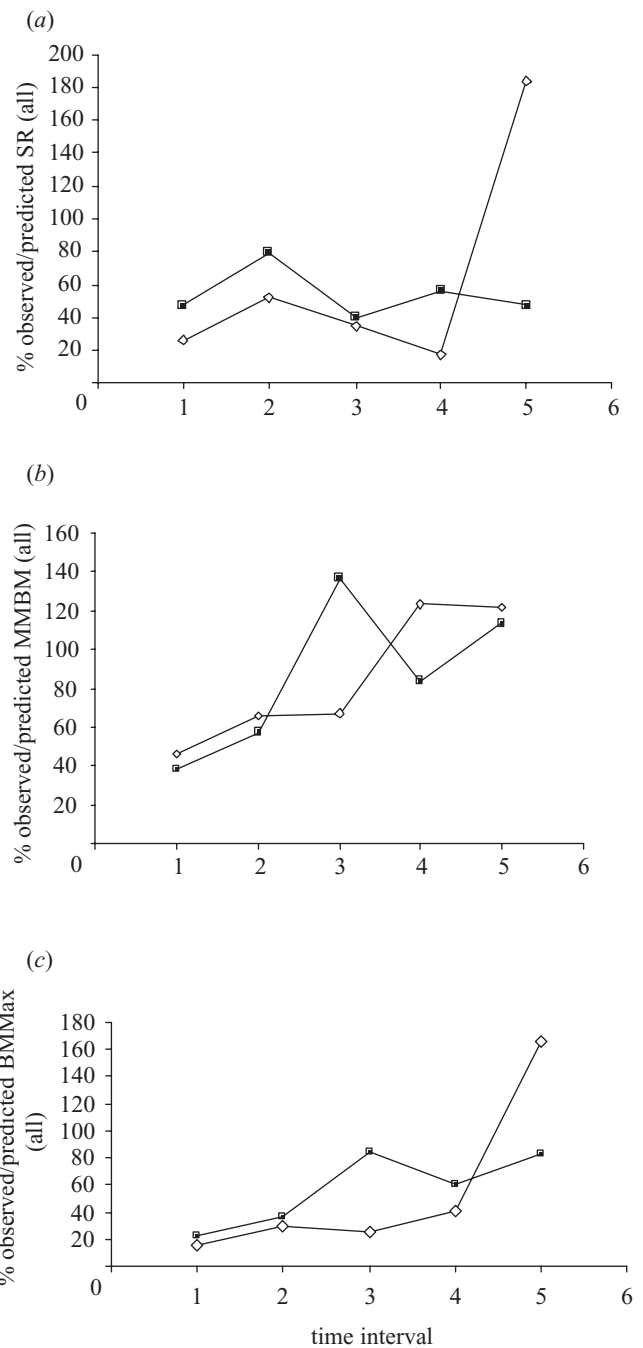 (a)
% observed/predicted SR (all)
200
180
160
140
120
100
80
60
40
20
0
1 2 3 4 5 6
(b)
% observed/predicted MMBM (all)
160
140
120
100
80
60
40
20
0
1 2 3 4 5 6
(c)
% observed/predicted BMMax
(all)
180
160
140
120
100
80
60
40
20
0
1 2 3 4 5 6
time interval